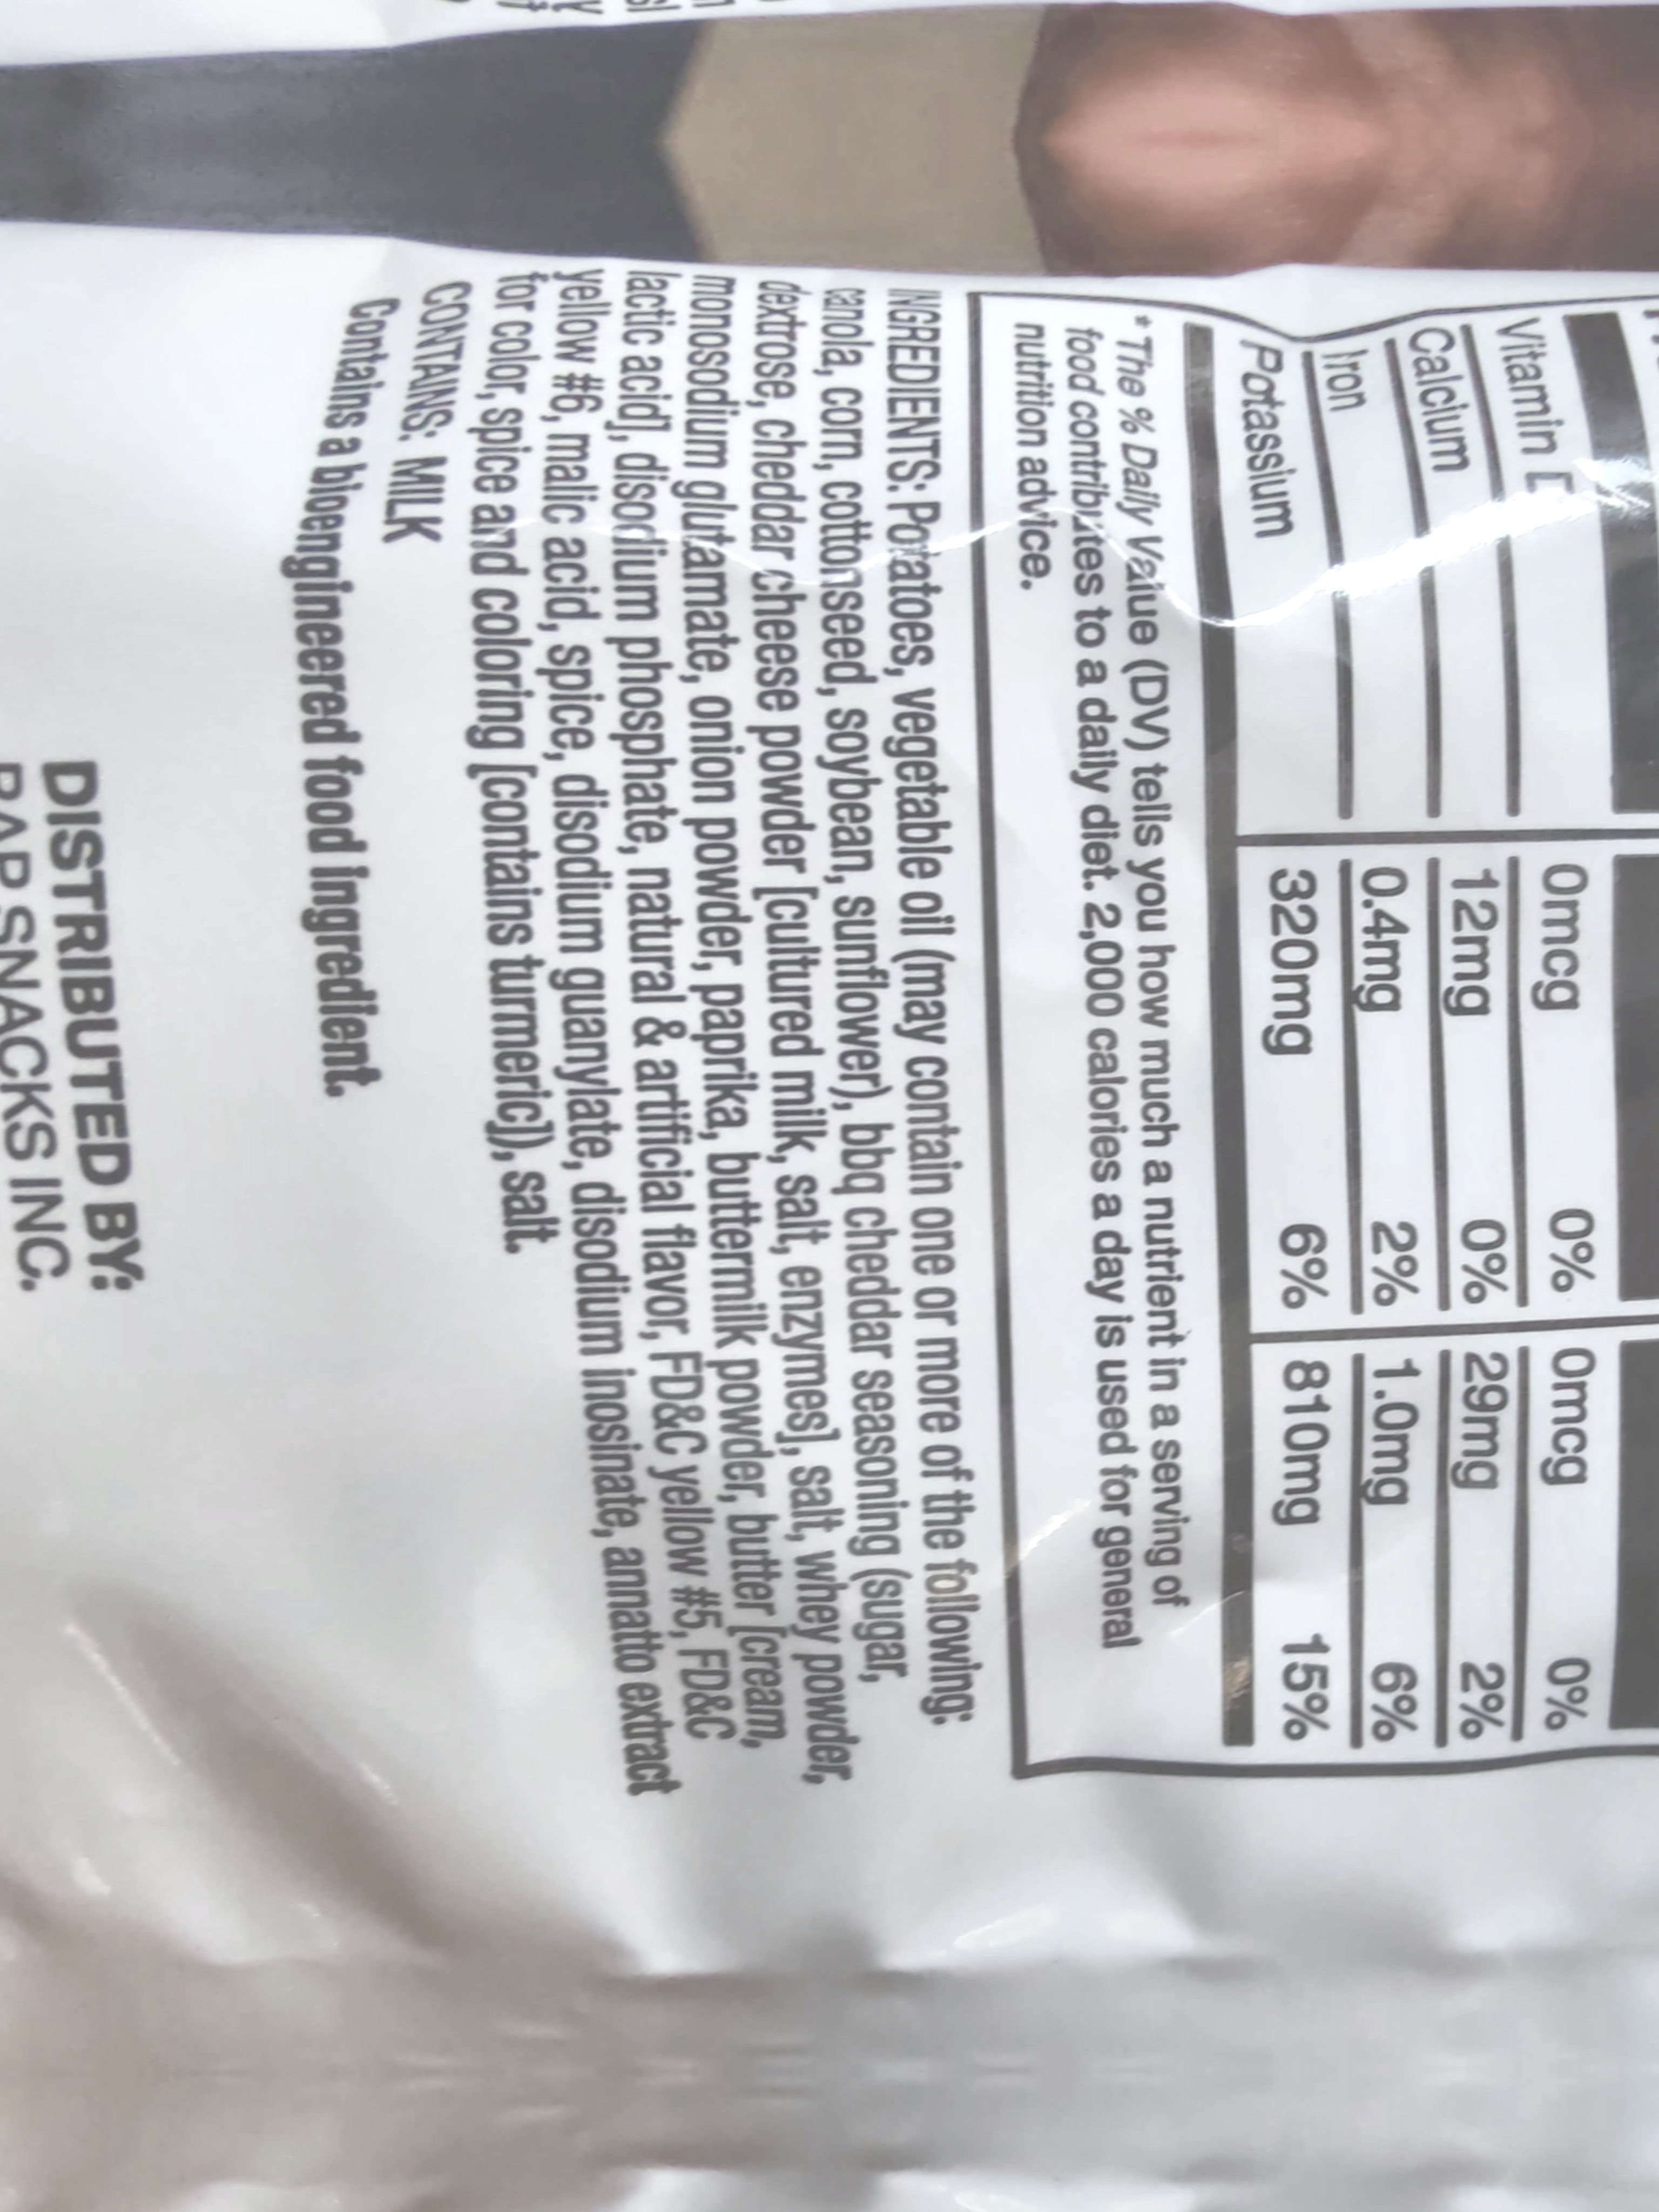 Vitamin 0mcg 0% 0mcg 0%
Calcium 12mg 0% 29mg 2%
Iron 0.4mg 2% 1.0mg 6%
Potassium 320mg 6% 810mg 15%
* The % Daily Value (DV) tells you how much a nutrient in a serving of
food contributes to a daily diet. 2,000 calories a day is used for general
nutrition advice.
INGREDIENTS: Potatoes, vegetable oil (may contain one or more of the following:
canola, corn, cottonseed, soybean, sunflower), bbq cheddar seasoning (sugar,
dextrose, cheddar cheese powder [cultured milk, salt, enzymes], salt, whey powder,
monosodium glutamate, onion powder, paprika, buttermilk powder, butter [cream,
lactic acid], disodium phosphate, natural & artificial flavor, FD&C yellow #5, FD&C
yellow #6, malic acid, spice, disodium guanylate, disodium inosinate, annatto extract
for color, spice and coloring [contains turmeric]), salt.
CONTAINS: MILK
Contains a bioengineered food ingredient.
DISTRIBUTED BY:
RAP SNACKS INC.